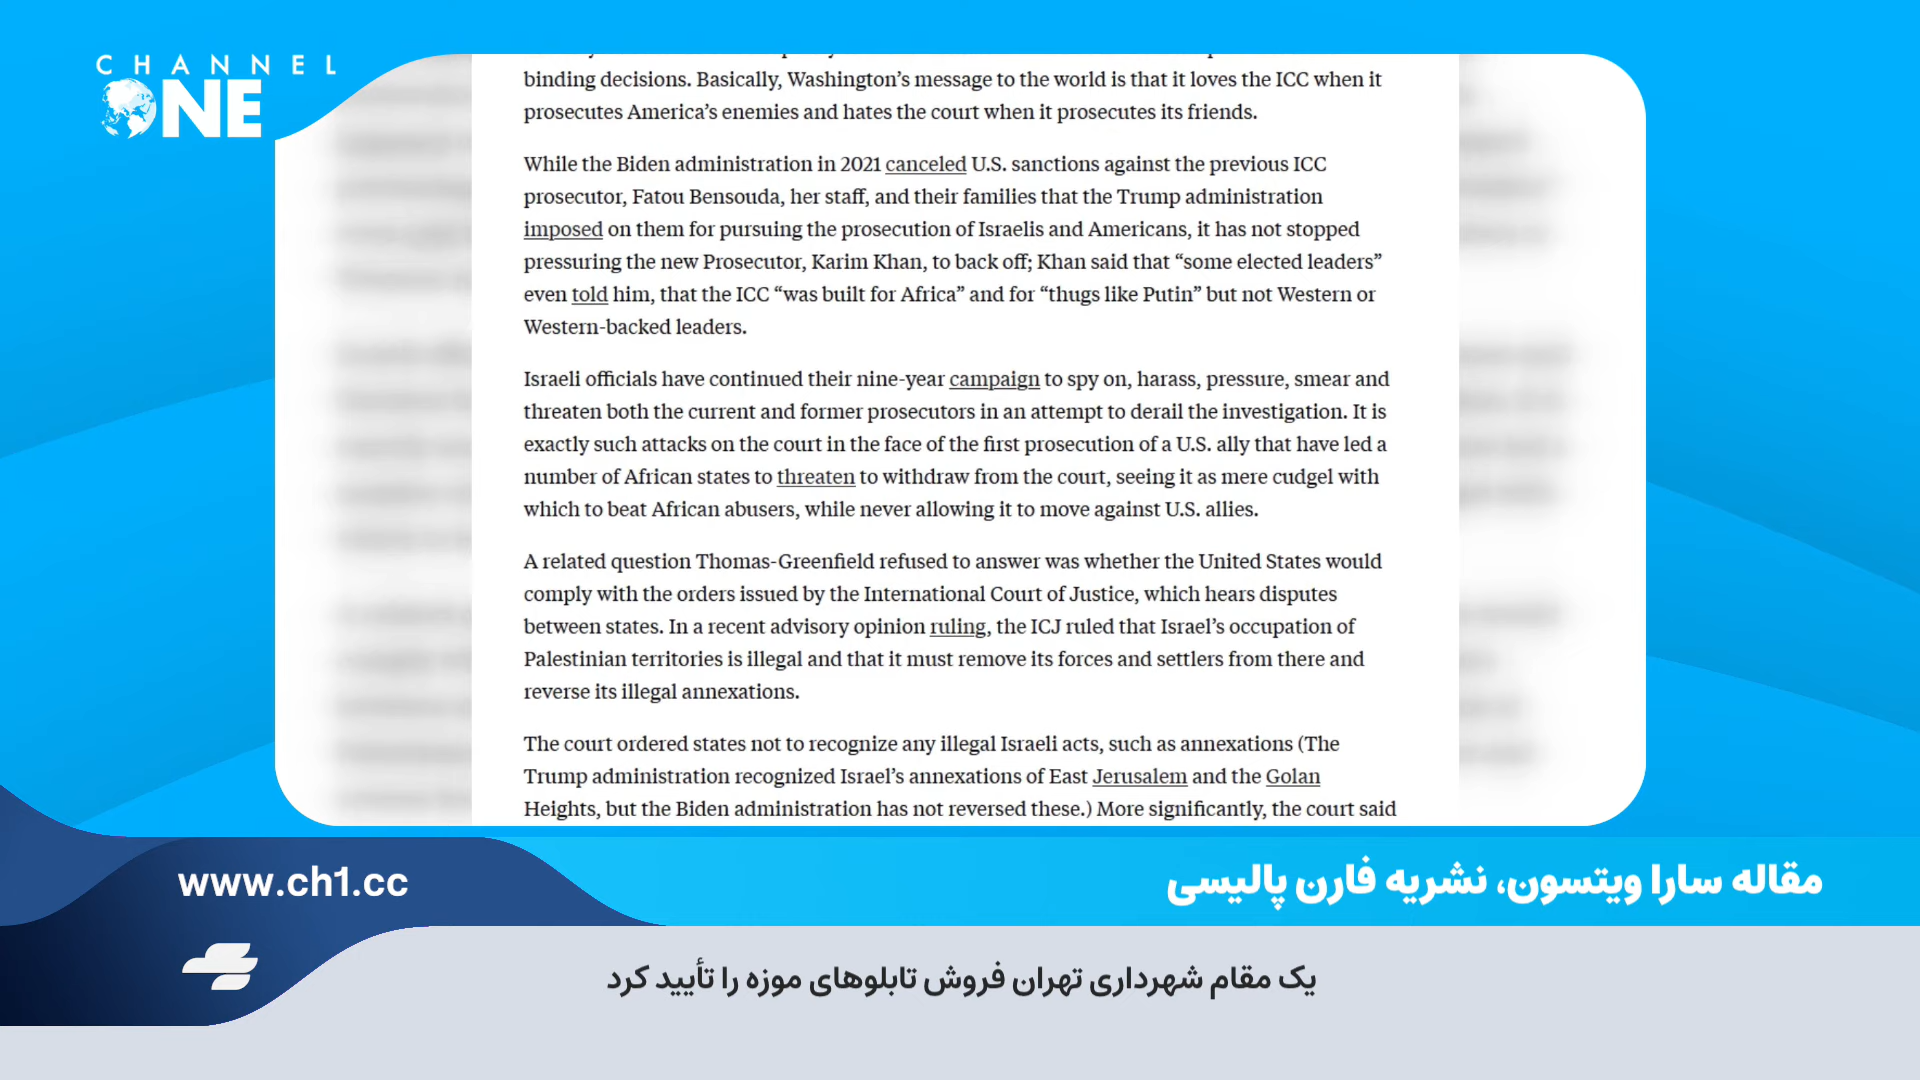 CHANNEL
ONE
binding decisions. Basically, Washington’s message to the world is that it loves the ICC when it
prosecutes America’s enemies and hates the court when it prosecutes its friends.
While the Biden administration in 2021 canceled U.S. sanctions against the previous ICC
prosecutor, Fatou Bensouda, her staff, and their families that the Trump administration
imposed on them for pursuing the prosecution of Israelis and Americans, it has not stopped
pressuring the new Prosecutor, Karim Khan, to back off; Khan said that “some elected leaders”
even told him, that the ICC “was built for Africa” and for “thugs like Putin” but not Western or
Western-backed leaders.
Israeli officials have continued their nine-year campaign to spy on, harass, pressure, smear and
threaten both the current and former prosecutors in an attempt to derail the investigation. It is
exactly such attacks on the court in the face of the first prosecution of a U.S. ally that have led a
number of African states to threaten to withdraw from the court, seeing it as mere cudgel with
which to beat African abusers, while never allowing it to move against U.S. allies.
A related question Thomas-Greenfield refused to answer was whether the United States would
comply with the orders issued by the International Court of Justice, which hears disputes
between states. In a recent advisory opinion ruling, the ICJ ruled that Israel’s occupation of
Palestinian territories is illegal and that it must remove its forces and settlers from there and
reverse its illegal annexations.
The court ordered states not to recognize any illegal Israeli acts, such as annexations (The
Trump administration recognized Israel’s annexations of East Jerusalem and the Golan
Heights, but the Biden administration has not reversed these.) More significantly, the court said
www.ch1.cc
مقاله سارا ویتسون، نشریه فارن پالیسی
یک مقام شهرداری تهران فروش تابلوهای موزه را تأیید کرد